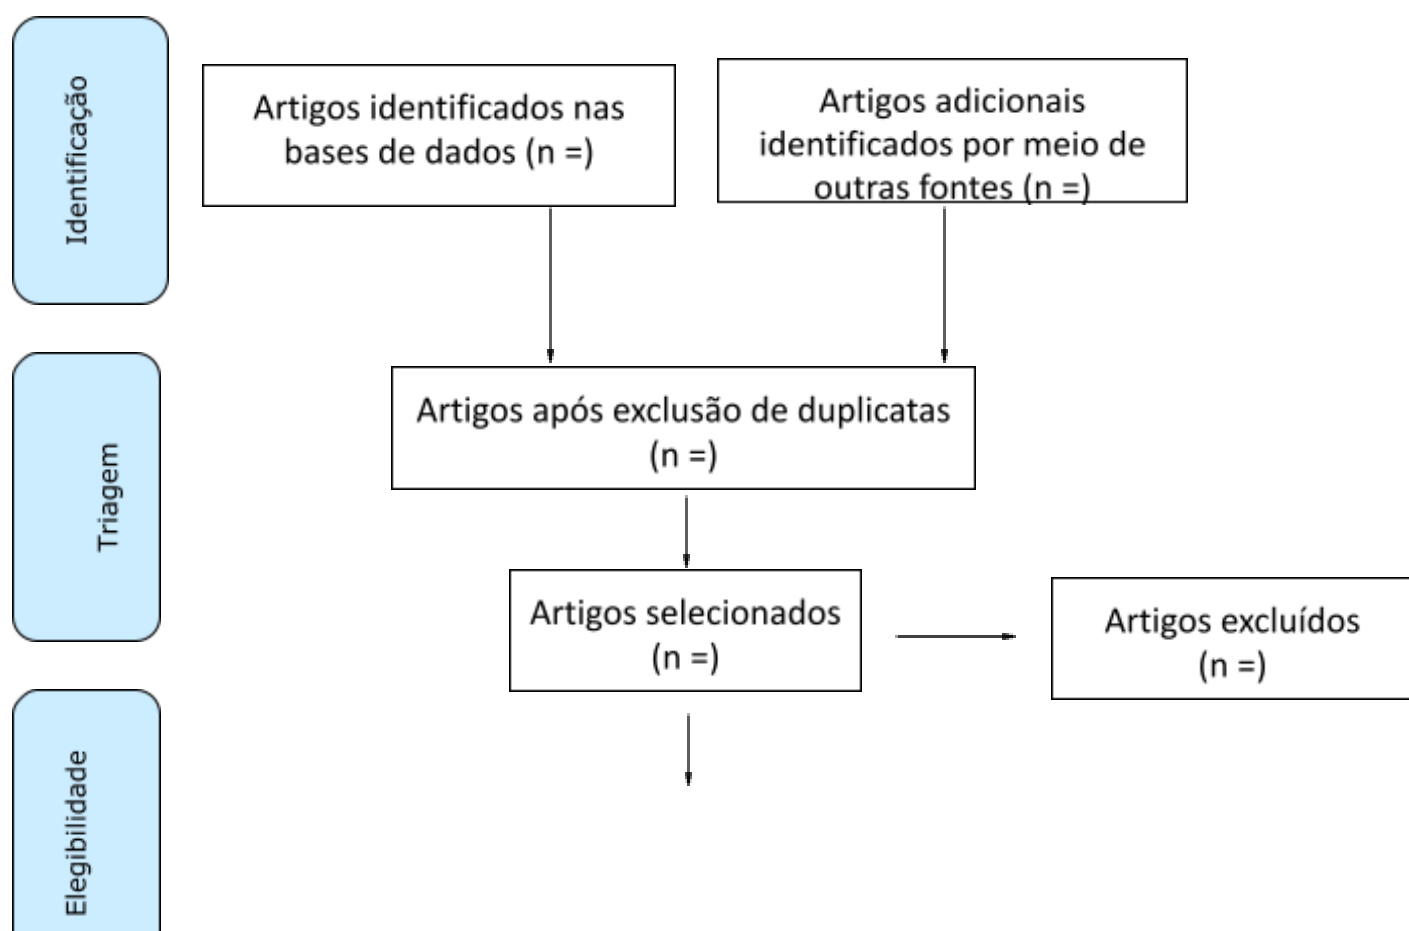 Identificação
Artigos identificados nas
bases de dados (n =)
Artigos adicionais
identificados por meio de
outras fontes (n =)
Triagem
Artigos após exclusão de duplicatas
(n =)
Artigos selecionados
(n =)
Artigos excluídos
(n =)
Elegibilidade